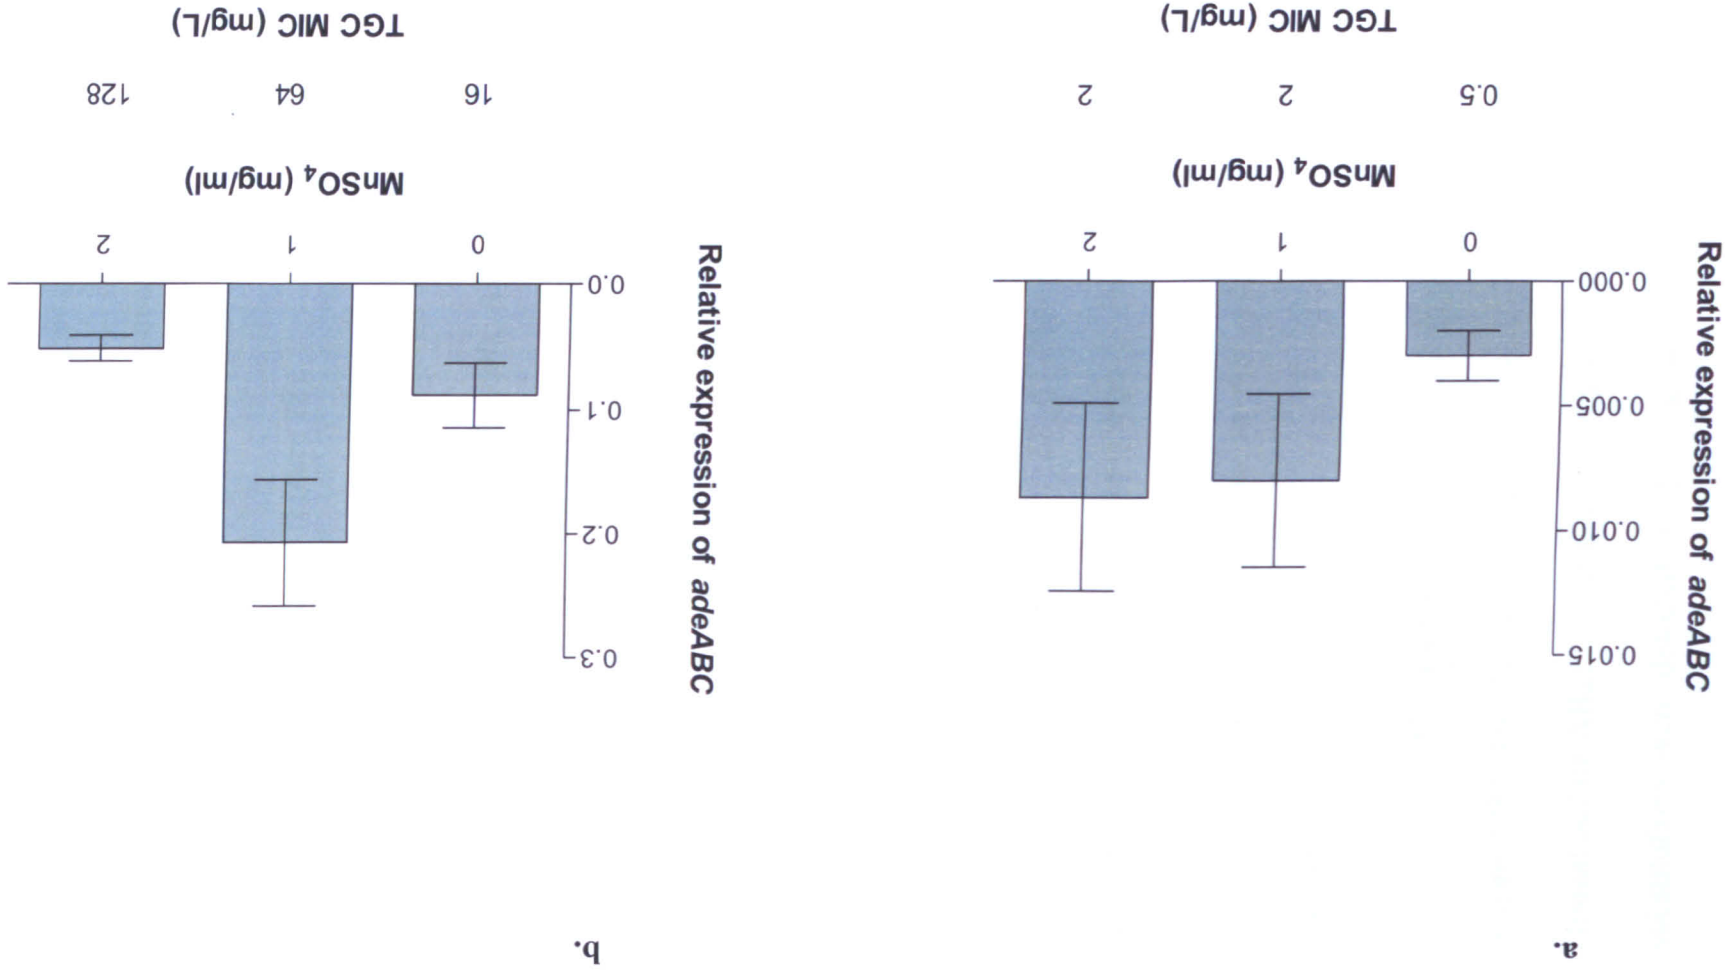 a.
Relative expression of adeABC
0.015
0.010
0.005
0.000
0 1 2
MnSO₄ (mg/ml)
0.5 2 2
TGC MIC (mg/L)
b.
Relative expression of adeABC
0.3
0.2
0.1
0.0
0 1 2
MnSO₄ (mg/ml)
16 64 128
TGC MIC (mg/L)